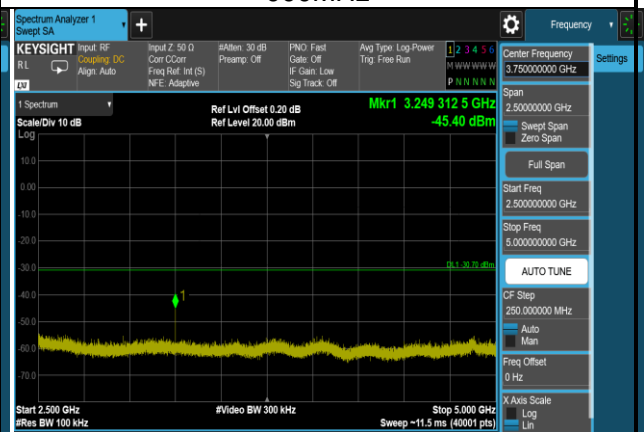 Spectrum Analyzer 1
Swept SA
Frequency
KEYSIGHT
RL
LXI
Input: RF
Coupling: DC
Align: Auto
Input Z: 50 Ω
Corr CCorr
Freq Ref: Int (S)
NFE: Adaptive
#Atten: 30 dB
Preamp: Off
PNO: Fast
Gate: Off
IF Gain: Low
Sig Track: Off
Avg Type: Log-Power
Trig: Free Run
1 2 3 4 5 6
M W W W W W
P N N N N N
1 Spectrum
Scale/Div 10 dB
Ref Lvl Offset 0.20 dB
Ref Level 20.00 dBm
Mkr1 3.249 312 5 GHz
-45.40 dBm
Log
10.0
0.00
-10.0
-20.0
-30.0
-40.0
-50.0
-60.0
-70.0
DL1 -30.70 dBm
1
Start 2.500 GHz
#Res BW 100 kHz
#Video BW 300 kHz
Stop 5.000 GHz
Sweep ~11.5 ms (40001 pts)
Center Frequency
3.750000000 GHz
Settings
Span
2.50000000 GHz
Swept Span
Zero Span
Full Span
Start Freq
2.500000000 GHz
Stop Freq
5.000000000 GHz
AUTO TUNE
CF Step
250.000000 MHz
Auto
Man
Freq Offset
0 Hz
X Axis Scale
Log
Lin